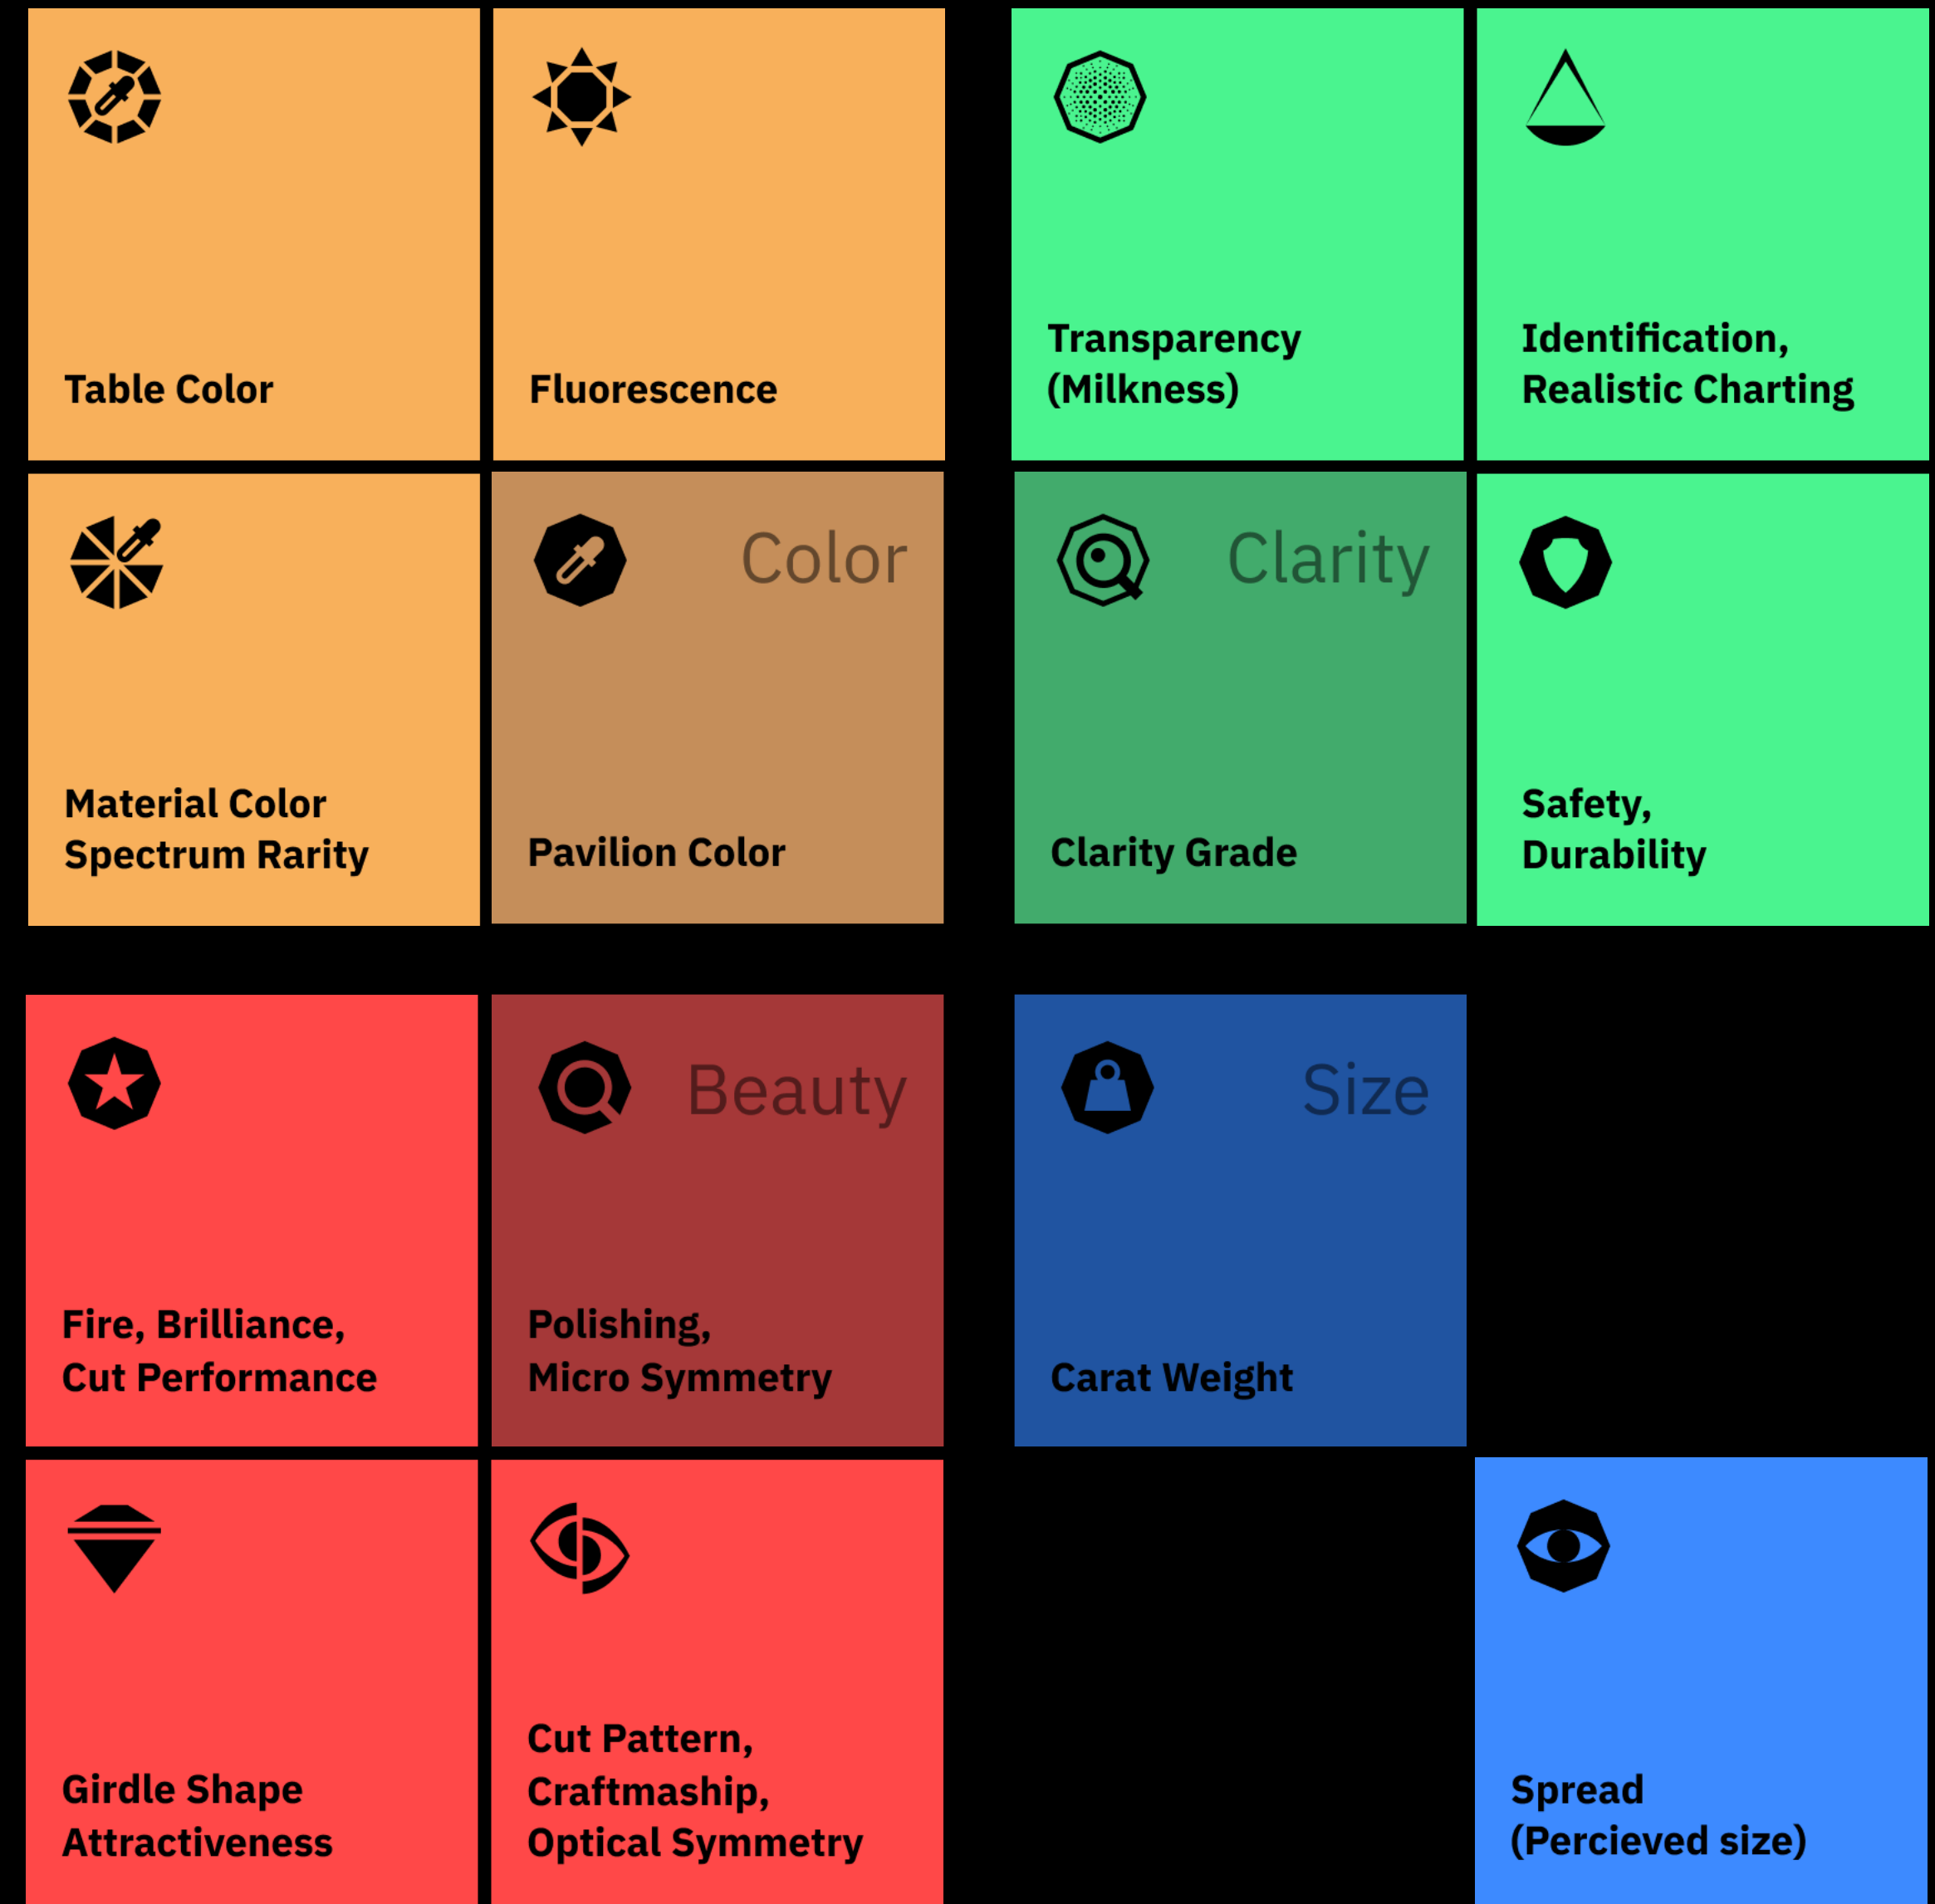 Table Color
Fluorescence
Transparency
(Milkness)
Identification,
Realistic Charting
Material Color
Spectrum Rarity
Color
Pavilion Color
Clarity
Clarity Grade
Safety,
Durability
Fire, Brilliance,
Cut Performance
Beauty
Polishing,
Micro Symmetry
Size
Carat Weight
Girdle Shape
Attractiveness
Cut Pattern,
Craftmaship,
Optical Symmetry
Spread
(Percieved size)